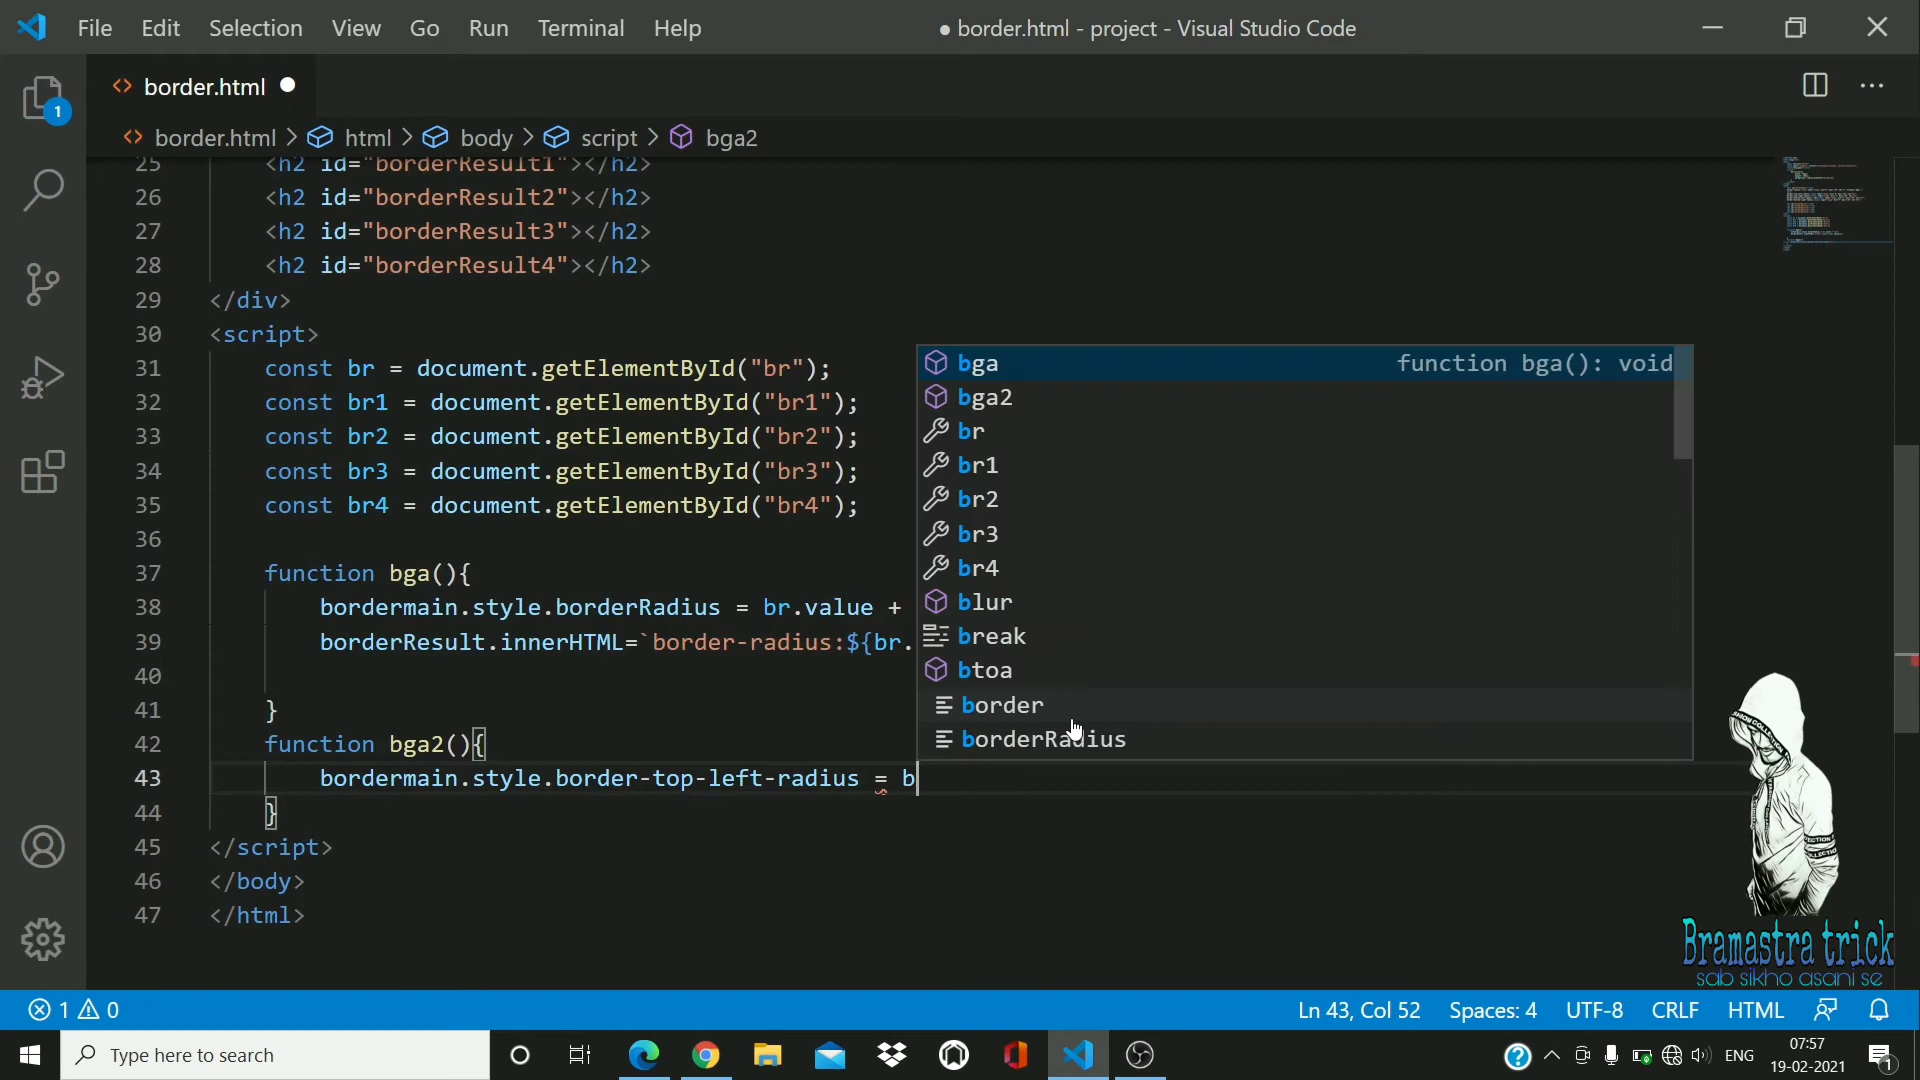 File Edit Selection View Go Run Terminal Help
● border.html - project - Visual Studio Code
1
<> border.html ●
<> border.html > html > body > script > bga2
25 <h2 id="borderResult1"></h2>
26 <h2 id="borderResult2"></h2>
27 <h2 id="borderResult3"></h2>
28 <h2 id="borderResult4"></h2>
29 </div>
30 <script>
31 const br = document.getElementById("br");
32 const br1 = document.getElementById("br1");
33 const br2 = document.getElementById("br2");
34 const br3 = document.getElementById("br3");
35 const br4 = document.getElementById("br4");
36
37 function bga(){
38 bordermain.style.borderRadius = br.value +
39 borderResult.innerHTML=`border-radius:${br.
40
41 }
42 function bga2(){
43 bordermain.style.border-top-left-radius = b
44 }
45 </script>
46 </body>
47 </html>
bga function bga(): void
bga2
br
br1
br2
br3
br4
blur
break
btoa
border
borderRadius
Bramastra trick
sab sikho asani se
1 0
Ln 43, Col 52 Spaces: 4 UTF-8 CRLF HTML
Type here to search
ENG
07:57
19-02-2021
1